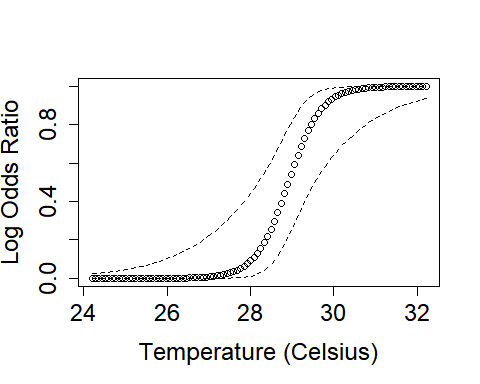 Log Odds Ratio
0.8
0.4
0.0
24 26 28 30 32
Temperature (Celsius)